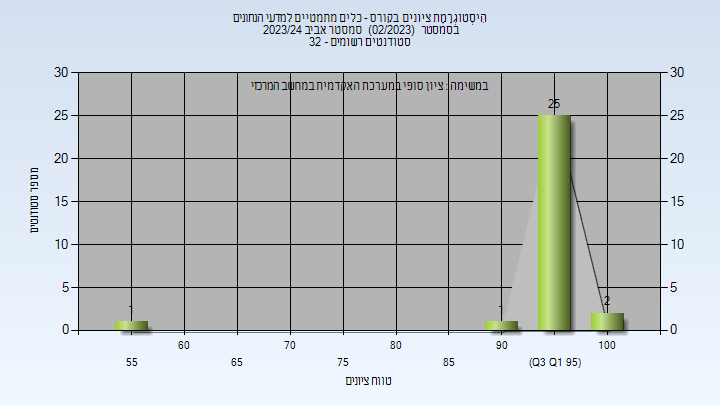 היסטוגרמת ציונים בקורס - כלים מתמטיים למדעי הנתונים
בסמסטר (02/2023) סמסטר אביב 2023/24
סטודנטים רשומים - 32
במשימה : ציון סופי במערכת האקדמית במחשב המרכזי
מספר סטודנטים
30 30
25 25
20 20
15 15
10 10
5 5
0 0
1 1 25 2
60 70 80 90 100
55 65 75 85 (Q3 Q1 95)
טווח ציונים